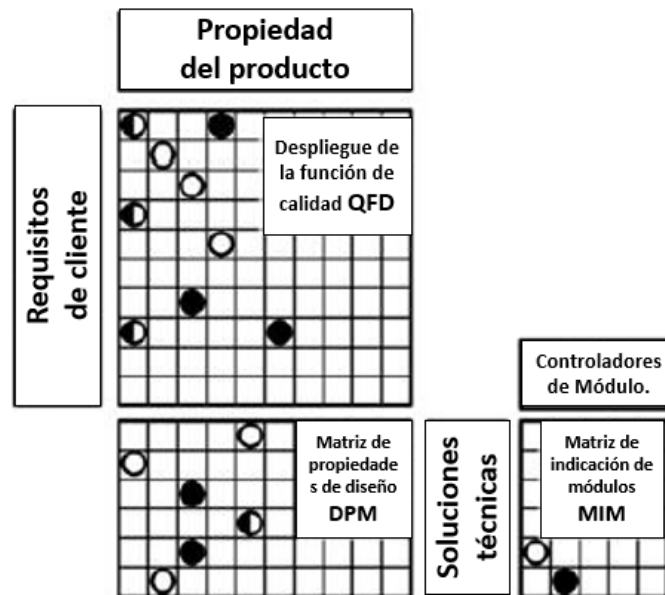 Propiedad
del producto
Requisitos
de cliente
Despliegue de
la función de
calidad QFD
Controladores
de Módulo.
Matriz de
propiedade
s de diseño
DPM
Soluciones
técnicas
Matriz de
indicación de
módulos
MIM